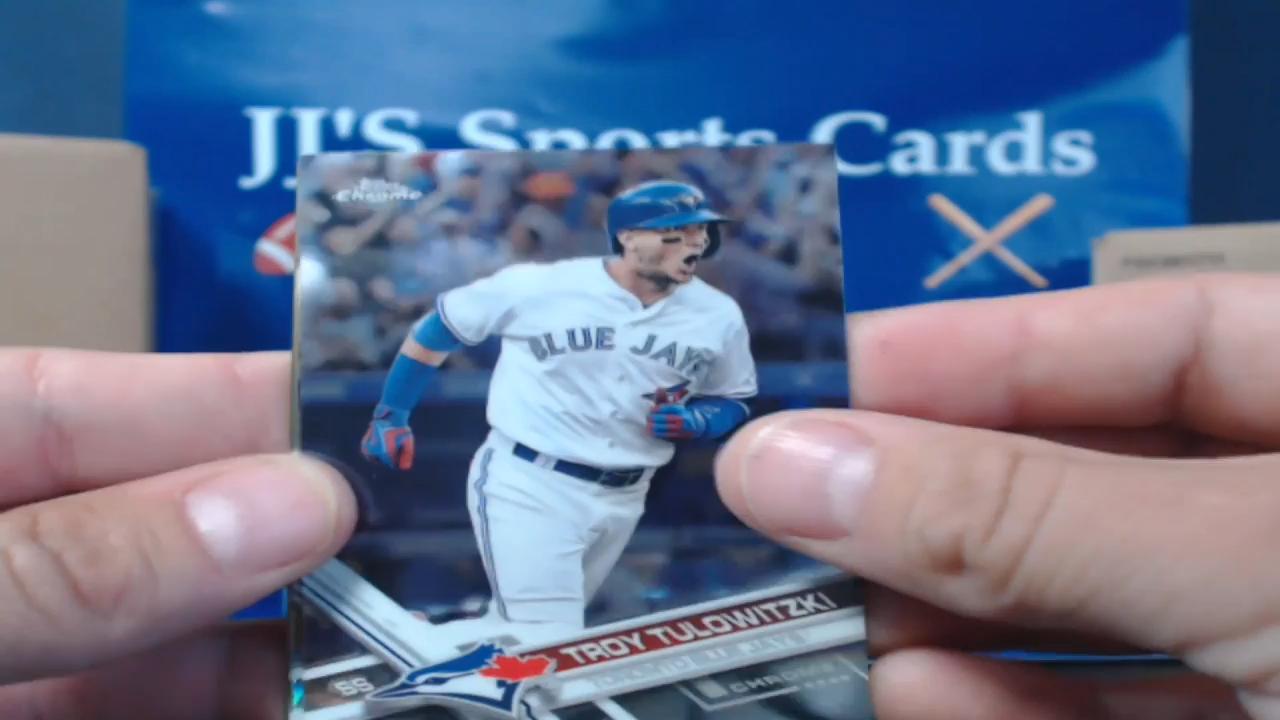 JJ'S Sports Cards
Topps
Chrome
BLUE JAYS
TROY TULOWITZKI
SS
CHROME